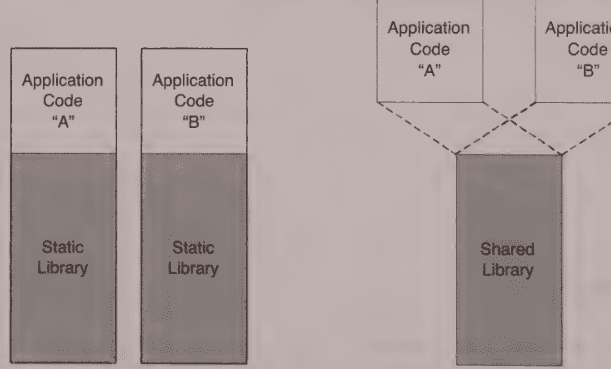 Application
Code
"A"
Application
Code
"B"
Application
Code
"A"
Code
"B"
Static
Library
Static
Library
Shared
Library